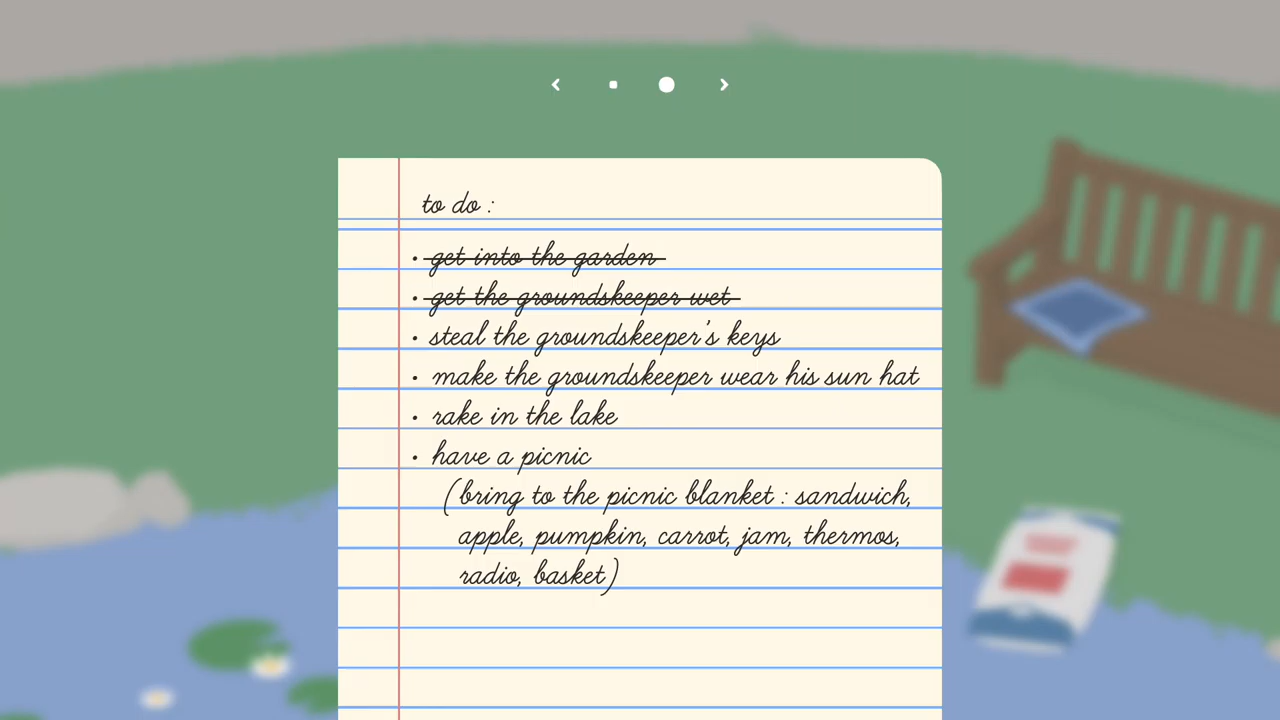 to do :
• get into the garden
• get the groundskeeper wet
• steal the groundskeeper's keys
• make the groundskeeper wear his sun hat
• rake in the lake
• have a picnic
(bring to the picnic blanket : sandwich,
apple, pumpkin, carrot, jam, thermos,
radio, basket)